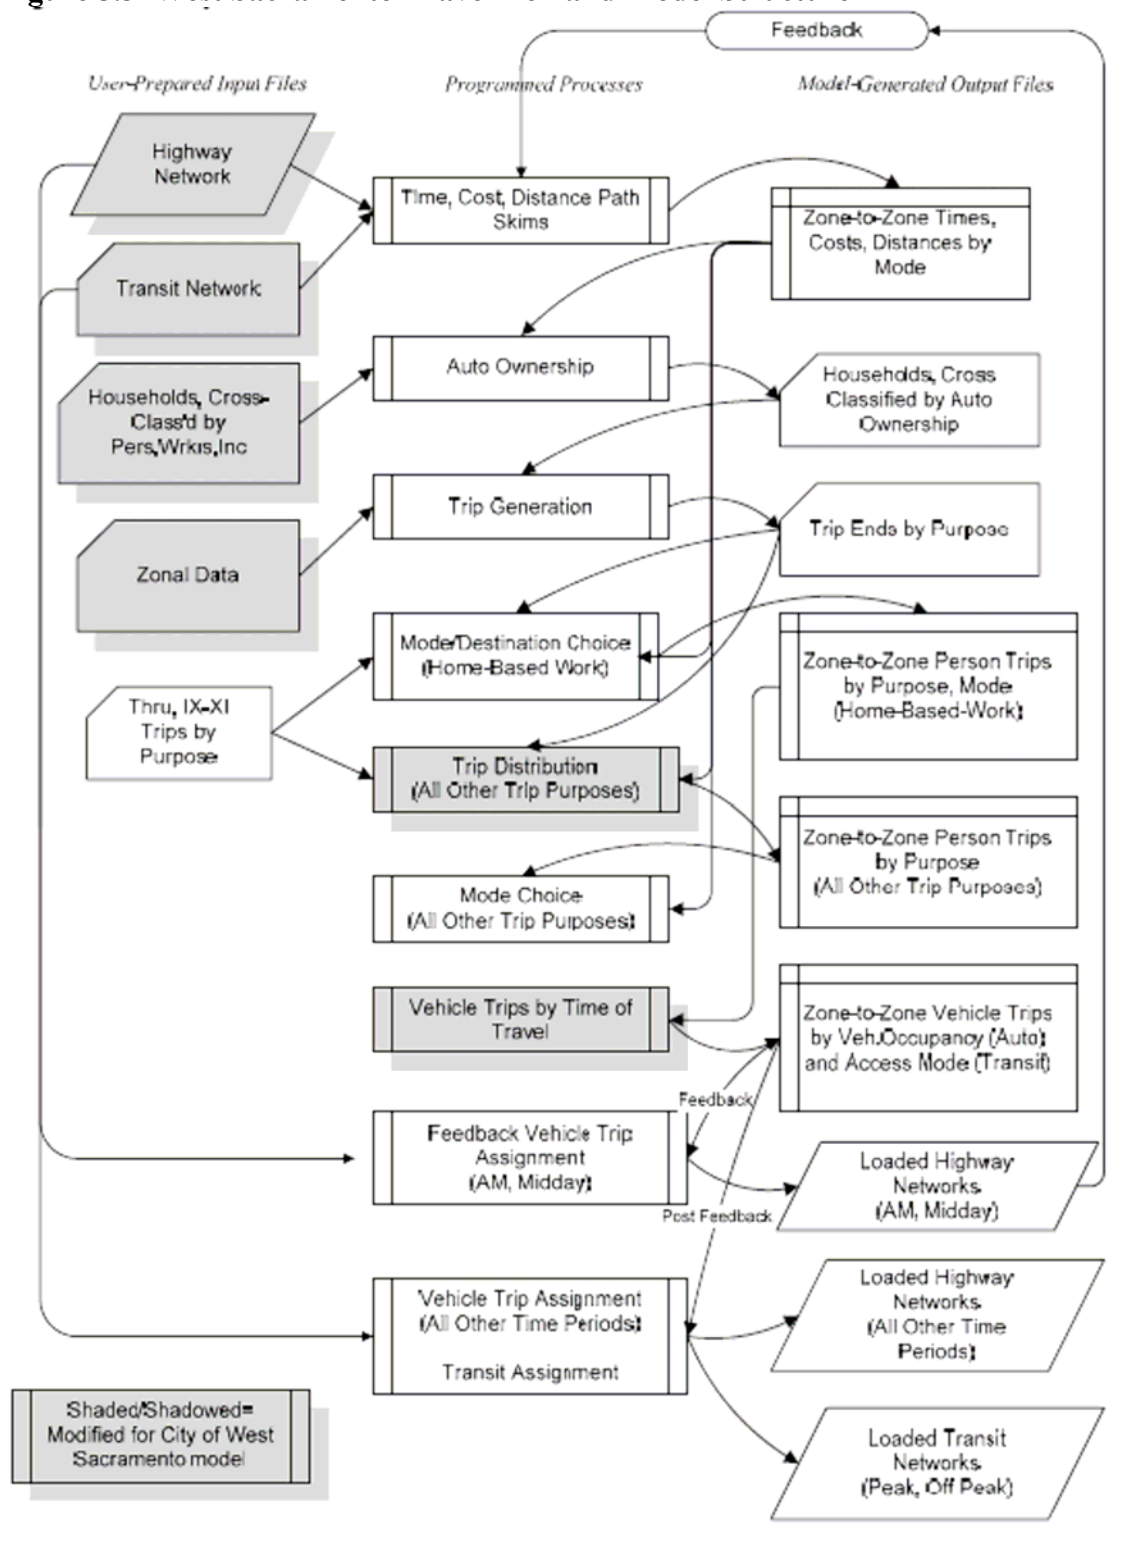 Feedback
User-Prepared Input Files
Programmed Processes
Model-Generated Output Files
Highway
Network
Time, Cost, Distance Path
Skims
Zone-to-Zone Times,
Costs, Distances by
Mode
Transit Network
Auto Ownership
Households, Cross
Classified by Auto
Ownership
Households, Cross-
Class'd by
Pers,Wrkrs,Inc
Trip Generation
Trip Ends by Purpose
Zonal Data
Mode/Destination Choice
(Home-Based Work)
Zone-to-Zone Person Trips
by Purpose, Mode
(Home-Based-Work)
Thru, IX-XI
Trips by
Purpose
Trip Distribution
(All Other Trip Purposes)
Zone-to-Zone Person Trips
by Purpose
(All Other Trip Purposes)
Mode Choice
(All Other Trip Purposes)
Vehicle Trips by Time of
Travel
Zone-to-Zone Vehicle Trips
by Veh.Occupancy (Auto)
and Access Mode (Transit)
Feedback
Feedback Vehicle Trip
Assignment
(AM, Midday)
Loaded Highway
Networks
(AM, Midday)
Post Feedback
Vehicle Trip Assignment
(All Other Time Periods)
Transit Assignment
Loaded Highway
Networks
(All Other Time
Periods)
Shaded/Shadowed=
Modified for City of West
Sacramento model
Loaded Transit
Networks
(Peak, Off Peak)